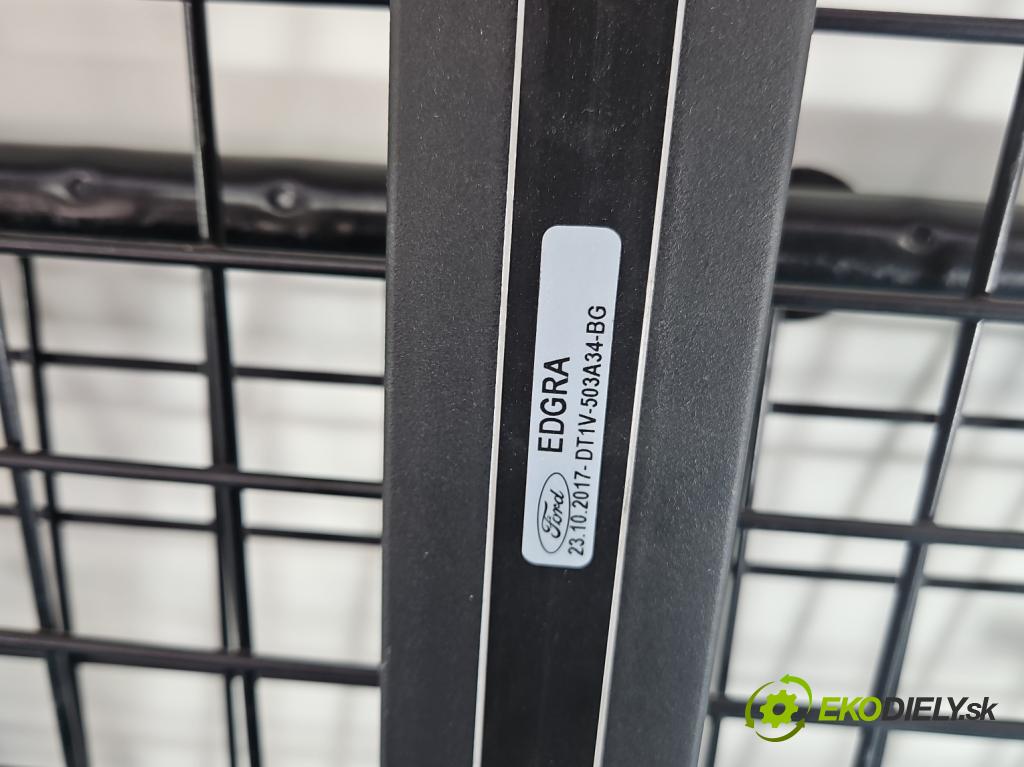 Ford
EDGRA
23.10.2017- DT1V-503A34-BG
EKODIELY.sk